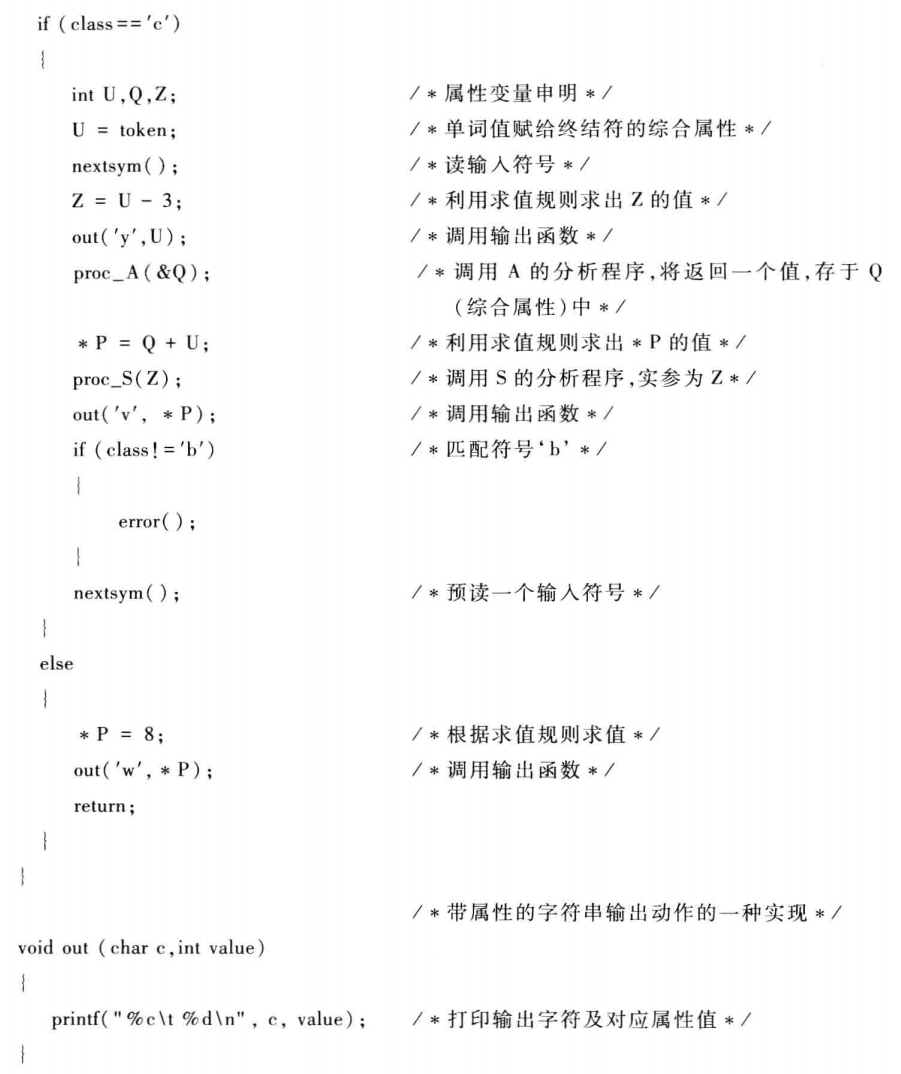 if (class=='c')
{
int U,Q,Z; /*属性变量申明*/
U = token; /*单词值赋给终结符的综合属性*/
nextsym(); /*读输入符号*/
Z = U - 3; /*利用求值规则求出 Z 的值*/
out('y',U); /*调用输出函数*/
proc_A(&Q); /*调用 A 的分析程序,将返回一个值,存于 Q
(综合属性)中*/
*P = Q + U; /*利用求值规则求出*P 的值*/
proc_S(Z); /*调用 S 的分析程序,实参为 Z*/
out('v', *P); /*调用输出函数*/
if (class!='b') /*匹配符号‘b’*/
{
error();
}
nextsym(); /*预读一个输入符号*/
}
else
{
*P = 8; /*根据求值规则求值*/
out('w',*P); /*调用输出函数*/
return;
}
}
/*带属性的字符串输出动作的一种实现*/
void out (char c,int value)
{
printf("%c\t %d\n", c, value); /*打印输出字符及对应属性值*/
}